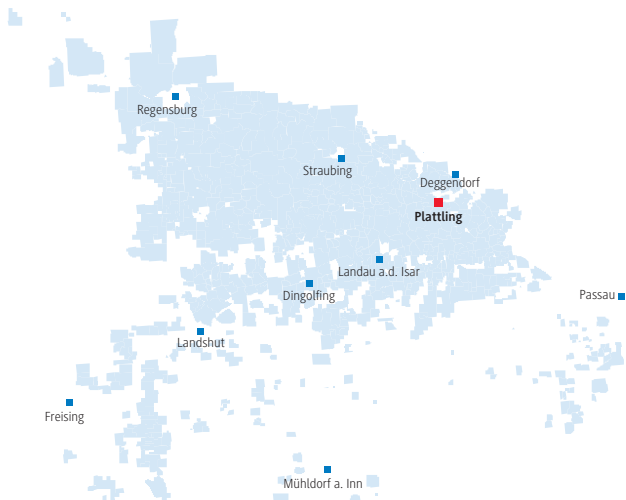 Regensburg
Straubing
Deggendorf
Plattling
Landau a.d. Isar
Dingolfing
Passau
Landshut
Freising
Mühldorf a. Inn